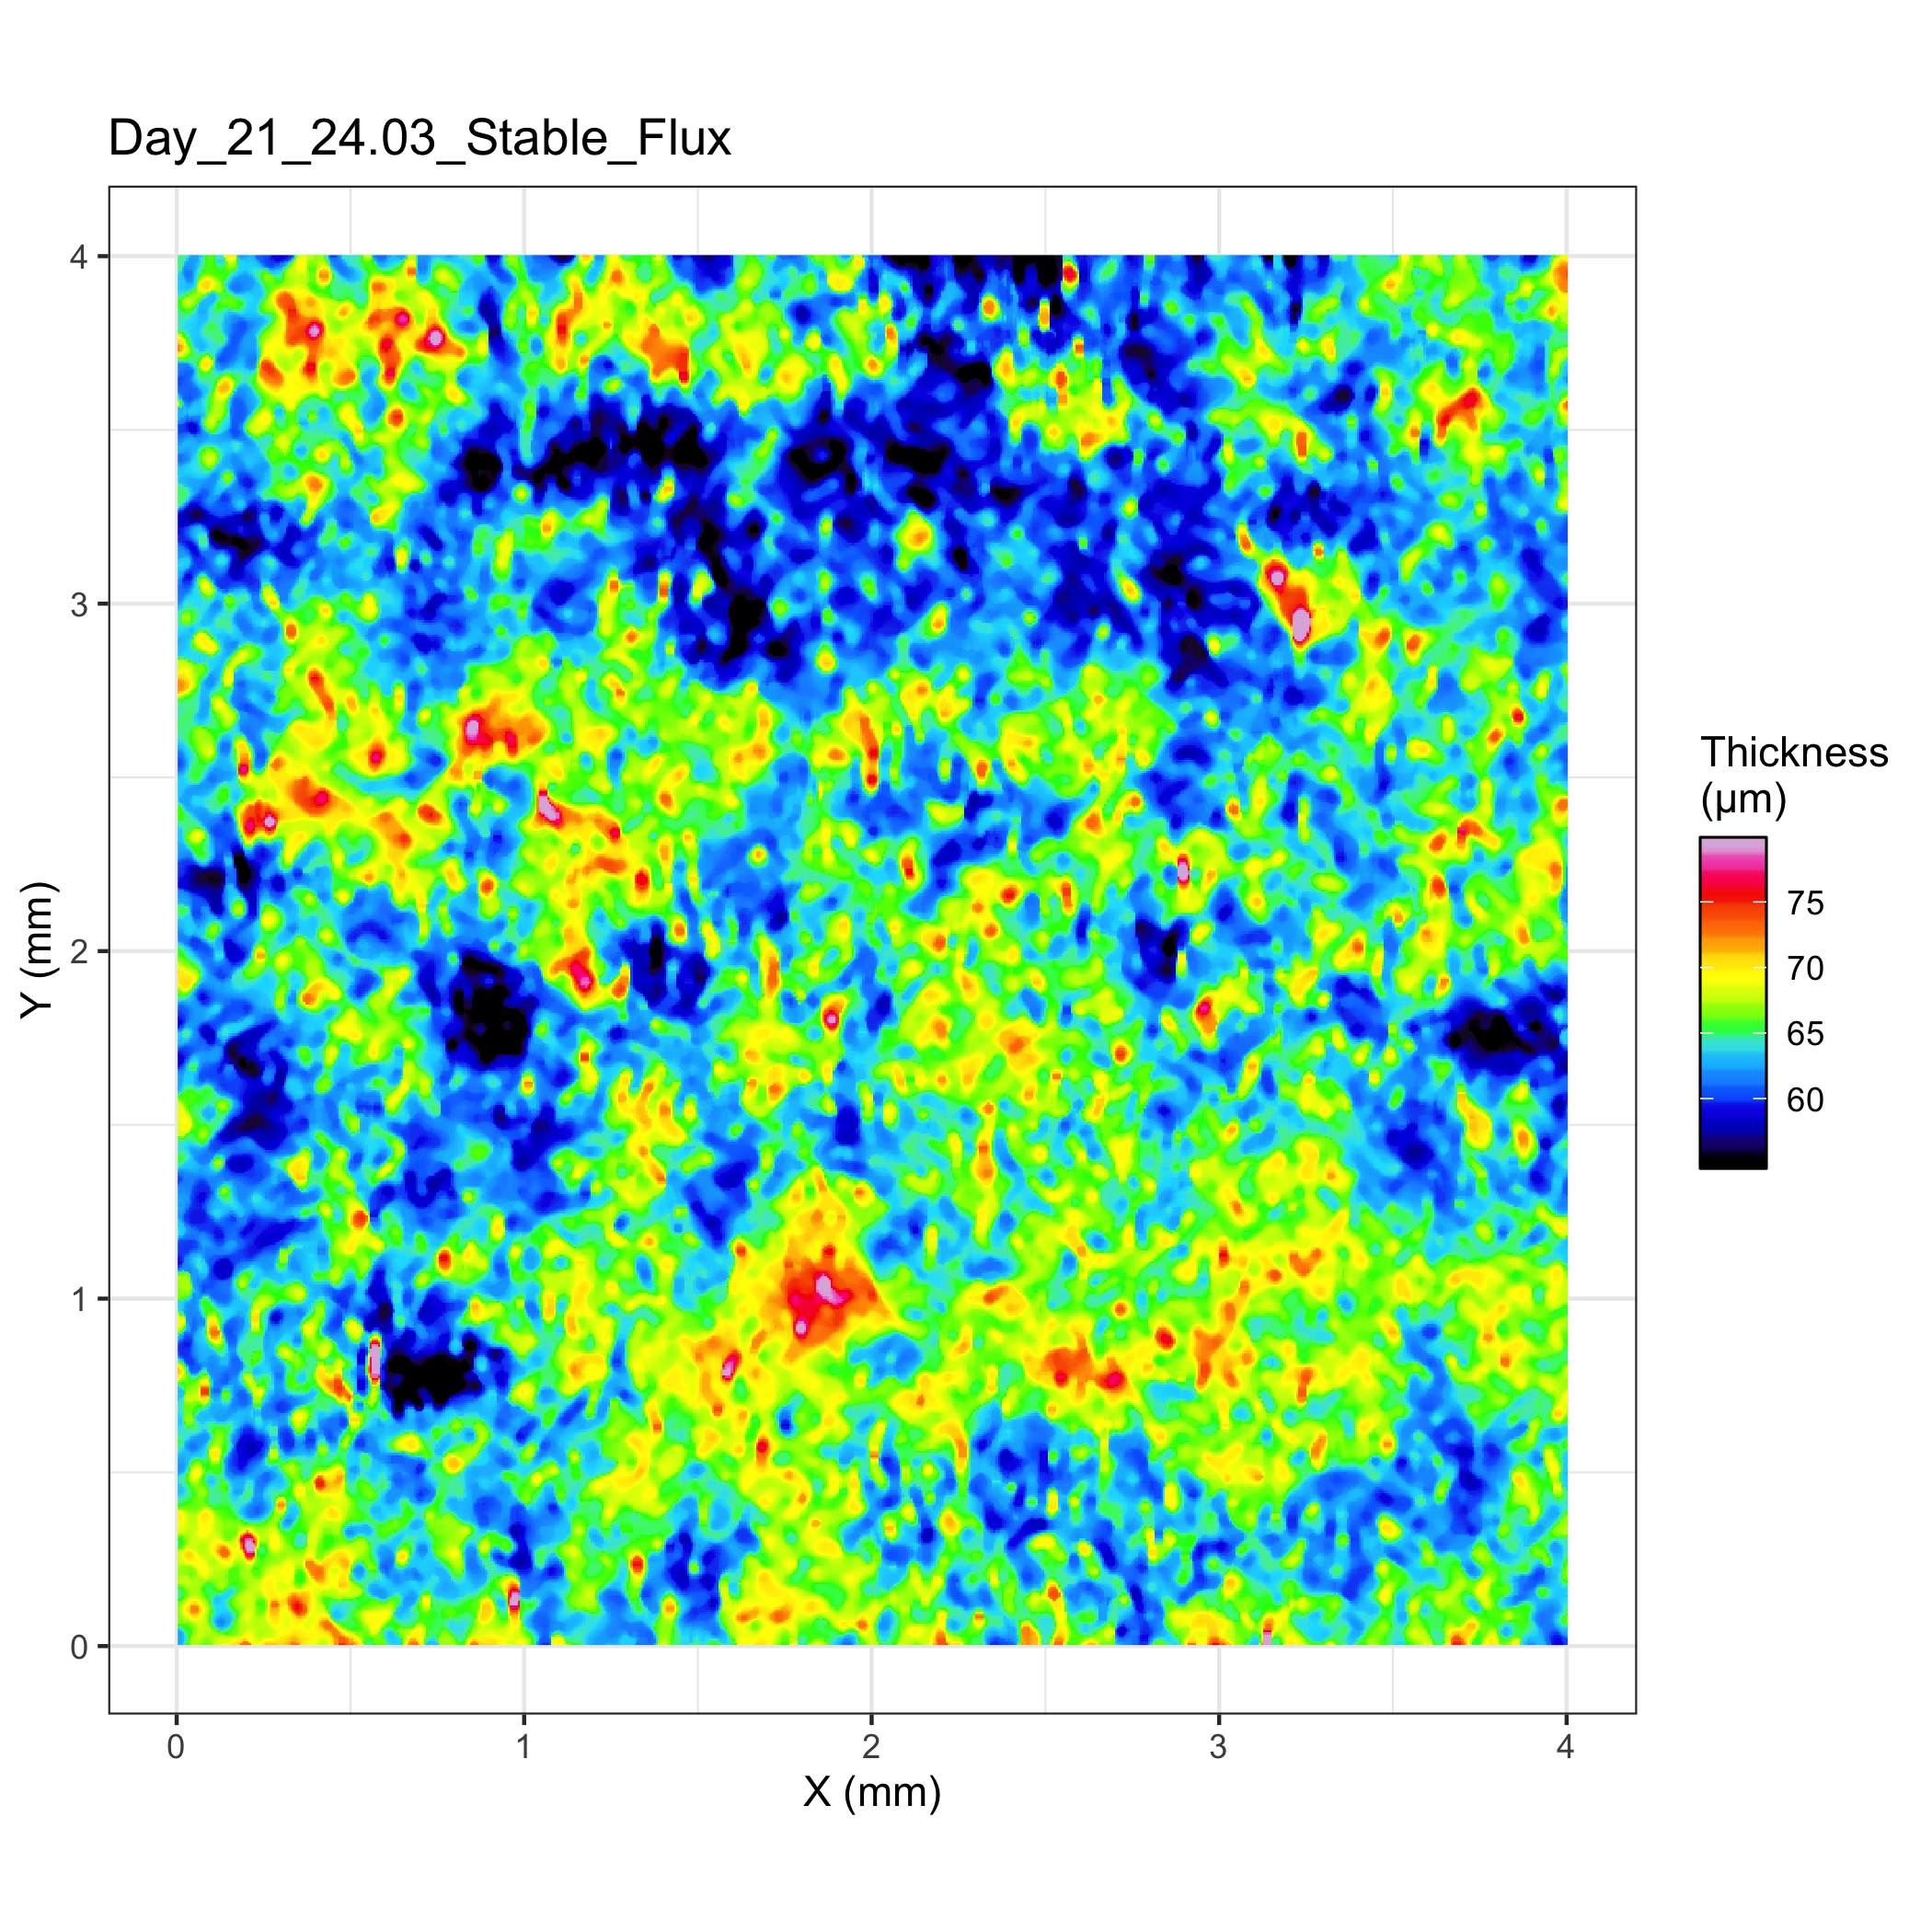 Day_21_24.03_Stable_Flux
4
3
2
1
0
Y (mm)
0 1 2 3 4
X (mm)
Thickness
(µm)
75
70
65
60